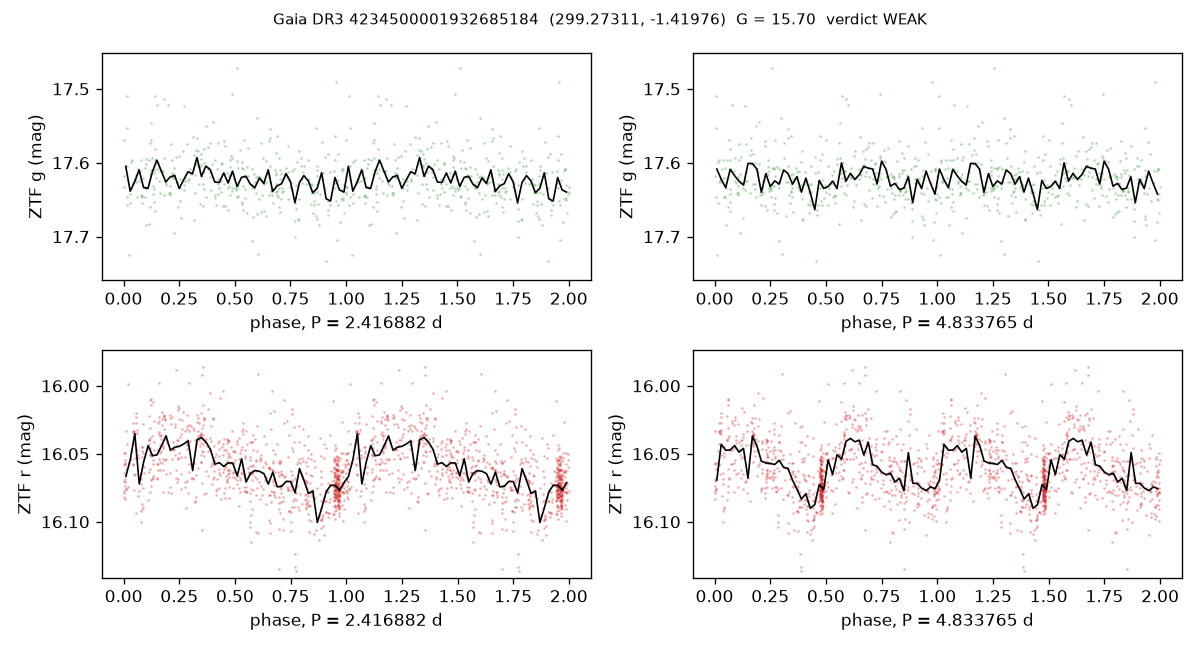 Gaia DR3 4234500001932685184 (299.27311, -1.41976) G = 15.70 verdict WEAK
ZTF g (mag)
17.5
17.6
17.7
0.00 0.25 0.50 0.75 1.00 1.25 1.50 1.75 2.00
phase, P = 2.416882 d
ZTF g (mag)
17.5
17.6
17.7
0.00 0.25 0.50 0.75 1.00 1.25 1.50 1.75 2.00
phase, P = 4.833765 d
ZTF r (mag)
16.00
16.05
16.10
0.00 0.25 0.50 0.75 1.00 1.25 1.50 1.75 2.00
phase, P = 2.416882 d
ZTF r (mag)
16.00
16.05
16.10
0.00 0.25 0.50 0.75 1.00 1.25 1.50 1.75 2.00
phase, P = 4.833765 d